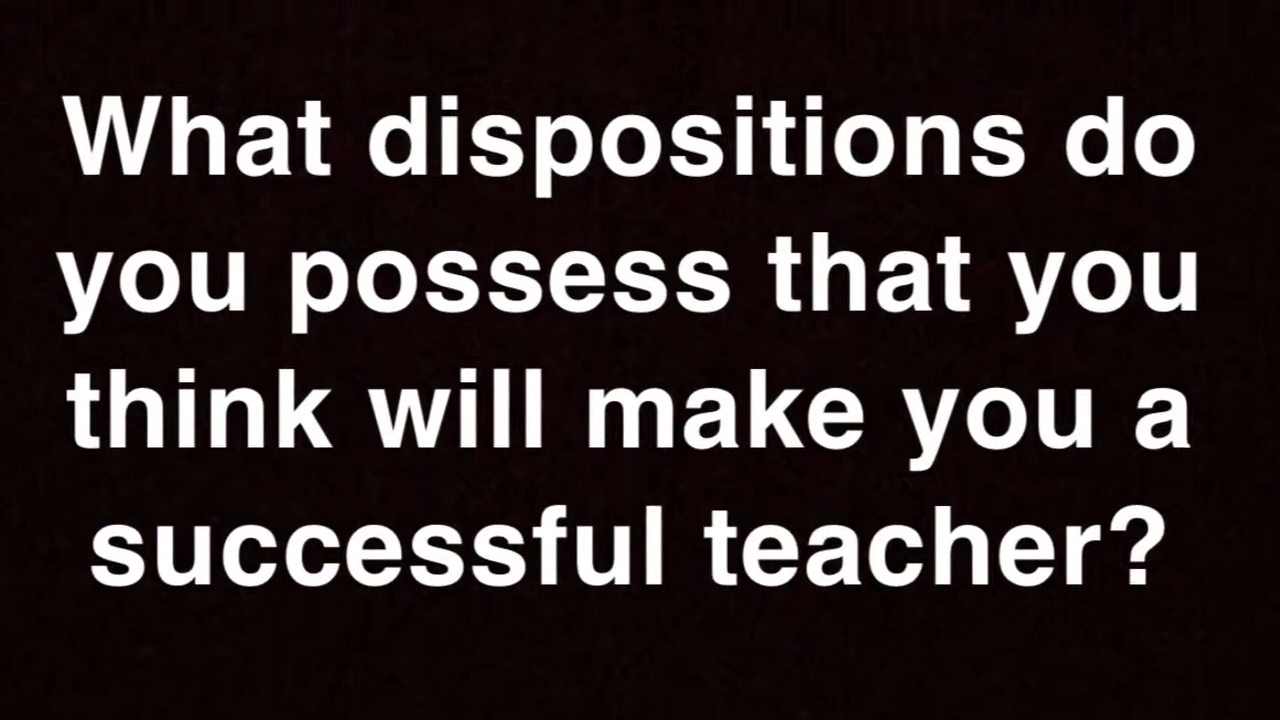 What dispositions do
you possess that you
think will make you a
successful teacher?